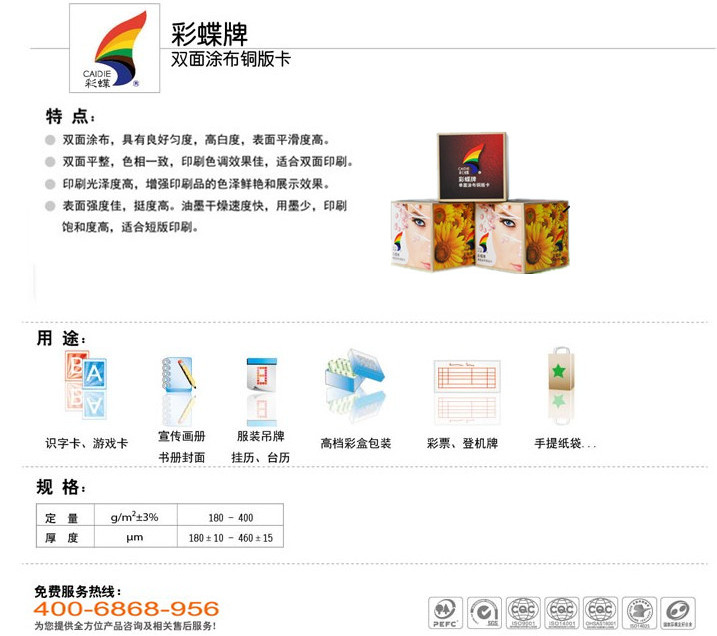 彩蝶牌
双面涂布铜版卡
CAIDIE
彩蝶
®
特 点：
双面涂布，具有良好匀度，高白度，表面平滑度高。
双面平整，色相一致，印刷色调效果佳，适合双面印刷。
印刷光泽度高，增强印刷品的色泽鲜艳和展示效果。
表面强度佳，挺度高。油墨干燥速度快，用墨少，印刷
饱和度高，适合短版印刷。
CAIDIE
彩蝶牌
单面涂布铜版卡
用 途：
B A
识字卡、游戏卡
宣传画册
书册封面
服装吊牌
挂历、台历
高档彩盒包装
彩票、登机牌
手提纸袋...
规 格：
定 量 g/m²±3% 180 - 400
厚 度 μm 180±10 - 460±15
免费服务热线：
400-6868-956
为您提供全方位产品咨询及相关售后服务！
PEFC
SGS
CQC
ISO9001
CQC
ISO14001
CQC
OHSAS18001